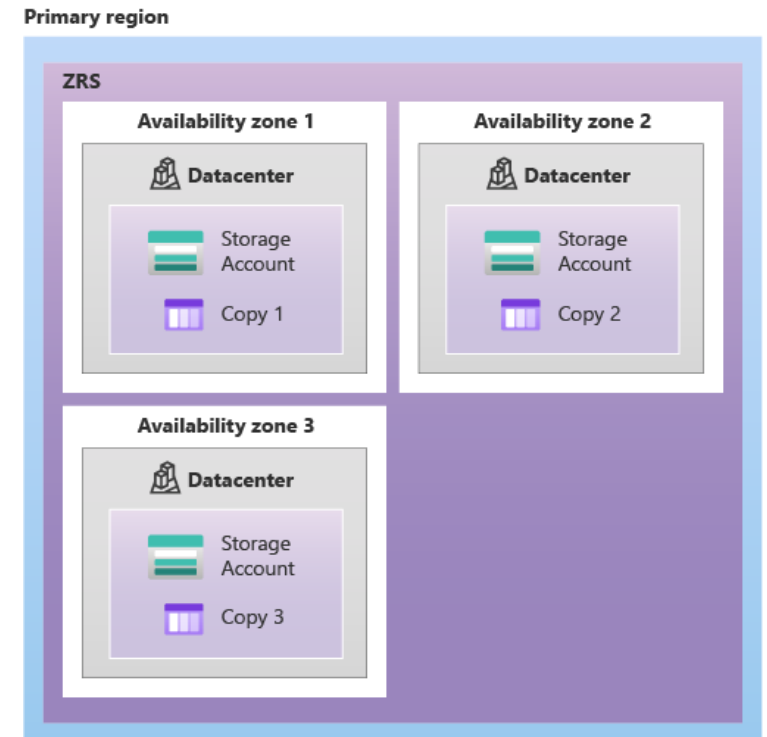 Primary region
ZRS
Availability zone 1
Datacenter
Storage
Account
Copy 1
Availability zone 2
Datacenter
Storage
Account
Copy 2
Availability zone 3
Datacenter
Storage
Account
Copy 3